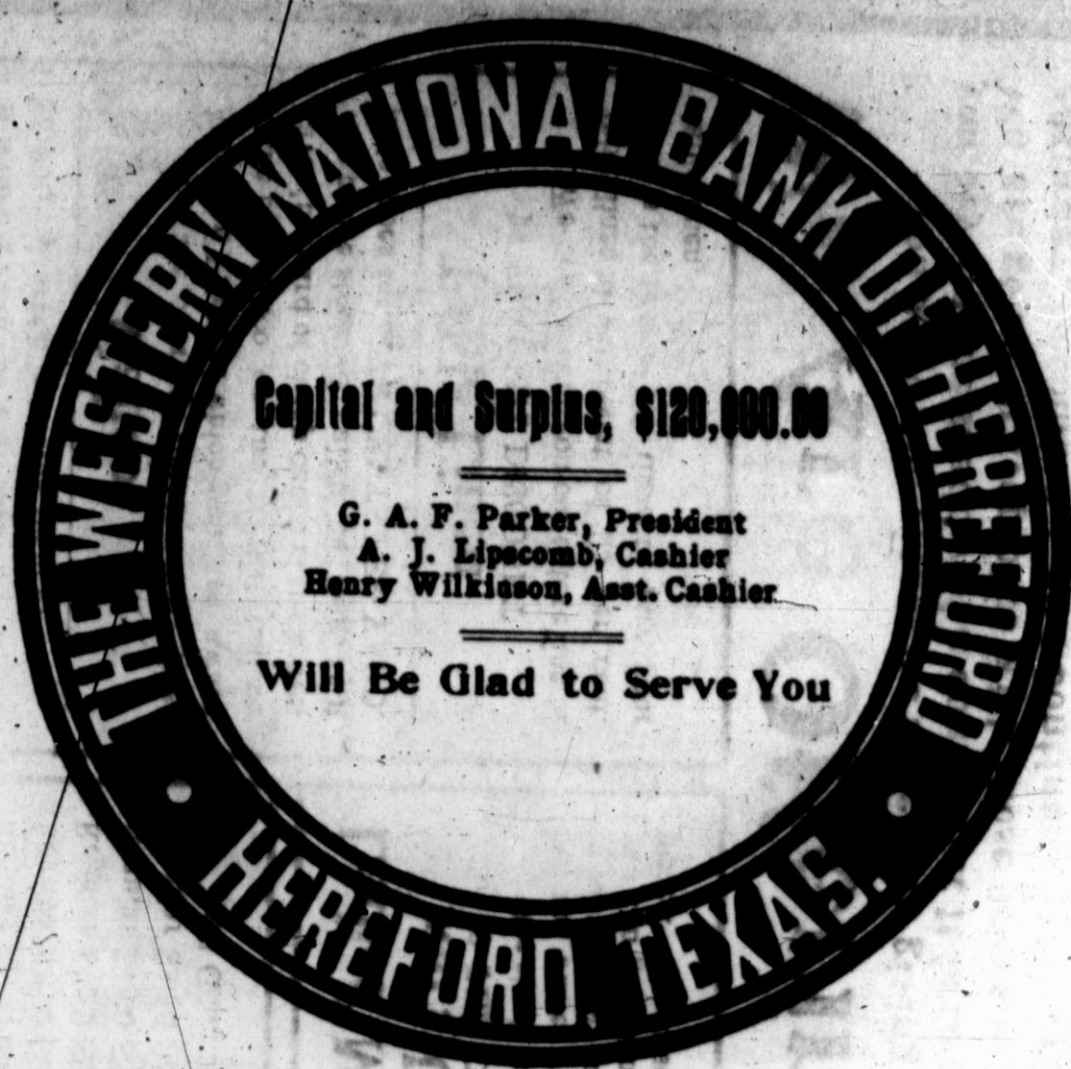 THE WESTERN NATIONAL BANK OF HEREFORD
Capital and Surplus, $120,000.00
G. A. F. Parker, President
A. J. Lipscomb, Cashier
Henry Wilkinson, Asst. Cashier
Will Be Glad to Serve You
HEREFORD, TEXAS.